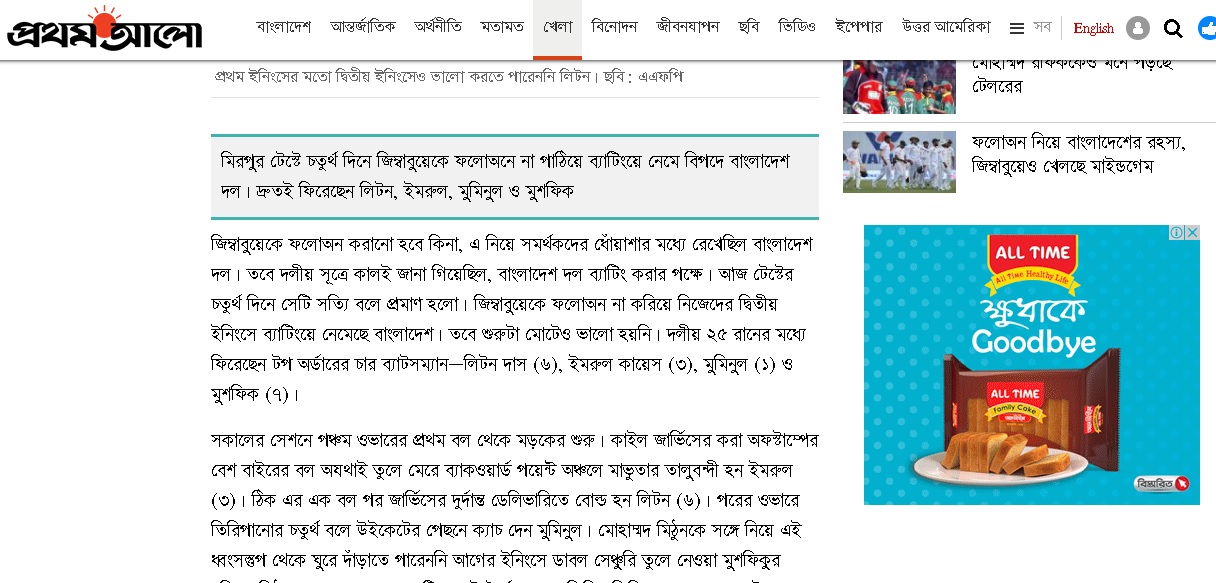 প্রথম আলো
বাংলাদেশ আন্তর্জাতিক অর্থনীতি মতামত খেলা বিনোদন জীবনযাপন ছবি ভিডিও ইপেপার উত্তর আমেরিকা সব English
প্রথম ইনিংসের মতো দ্বিতীয় ইনিংসেও ভালো করতে পারেননি লিটন। ছবি: এএফপি
মিরপুর টেস্টে চতুর্থ দিনে জিম্বাবুয়েকে ফলোঅনে না পাঠিয়ে ব্যাটিংয়ে নেমে বিপদে বাংলাদেশ
দল। দ্রুতই ফিরেছেন লিটন, ইমরুল, মুমিনুল ও মুশফিক
জিম্বাবুয়েকে ফলোঅন করানো হবে কিনা, এ নিয়ে সমর্থকদের ধোঁয়াশার মধ্যে রেখেছিল বাংলাদেশ
দল। তবে দলীয় সূত্রে কালই জানা গিয়েছিল, বাংলাদেশ দল ব্যাটিং করার পক্ষে। আজ টেস্টের
চতুর্থ দিনে সেটি সত্যি বলে প্রমাণ হলো। জিম্বাবুয়েকে ফলোঅন না করিয়ে নিজেদের দ্বিতীয়
ইনিংসে ব্যাটিংয়ে নেমেছে বাংলাদেশ। তবে শুরুটা মোটেও ভালো হয়নি। দলীয় ২৫ রানের মধ্যে
ফিরেছেন টপ অর্ডারের চার ব্যাটসম্যান—লিটন দাস (৬), ইমরুল কায়েস (৩), মুমিনুল (১) ও
মুশফিক (৭)।
সকালের সেশনে পঞ্চম ওভারের প্রথম বল থেকে মড়কের শুরু। কাইল জার্ভিসের করা অফস্টাম্পের
বেশ বাইরের বল অযথাই তুলে মেরে ব্যাকওয়ার্ড পয়েন্ট অঞ্চলে মাভুতার তালুবন্দী হন ইমরুল
(৩)। ঠিক এর এক বল পর জার্ভিসের দুর্দান্ত ডেলিভারিতে বোল্ড হন লিটন (৬)। পরের ওভারে
তিরিপানোর চতুর্থ বলে উইকেটের পেছনে ক্যাচ দেন মুমিনুল। মোহাম্মদ মিঠুনকে সঙ্গে নিয়ে এই
ধ্বংসস্তূপ থেকে ঘুরে দাঁড়াতে পারেননি আগের ইনিংসে ডাবল সেঞ্চুরি তুলে নেওয়া মুশফিকুর
মোহাম্মদ রফিককেও মনে পড়ছে
টেলরের
ফলোঅন নিয়ে বাংলাদেশের রহস্য,
জিম্বাবুয়েও খেলছে মাইন্ডগেম
ALL TIME
All Time Healthy Life
ক্ষুধাকে
Goodbye
ALL TIME
Family Cake
বিস্তারিত